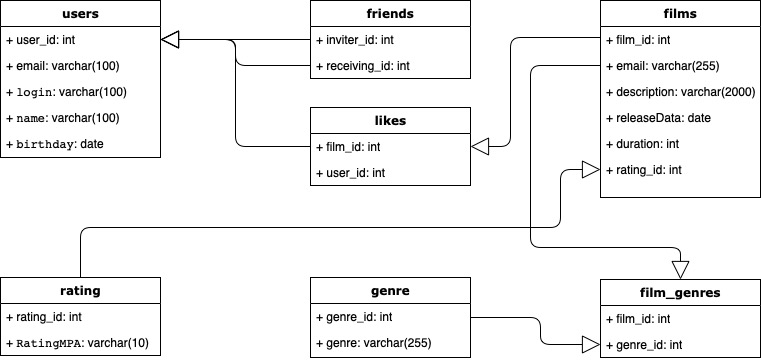 users
+ user_id: int
+ email: varchar(100)
+ login: varchar(100)
+ name: varchar(100)
+ birthday: date
friends
+ inviter_id: int
+ receiving_id: int
films
+ film_id: int
+ email: varchar(255)
+ description: varchar(2000)
+ releaseData: date
+ duration: int
+ rating_id: int
likes
+ film_id: int
+ user_id: int
rating
+ rating_id: int
+ RatingMPA: varchar(10)
genre
+ genre_id: int
+ genre: varchar(255)
film_genres
+ film_id: int
+ genre_id: int